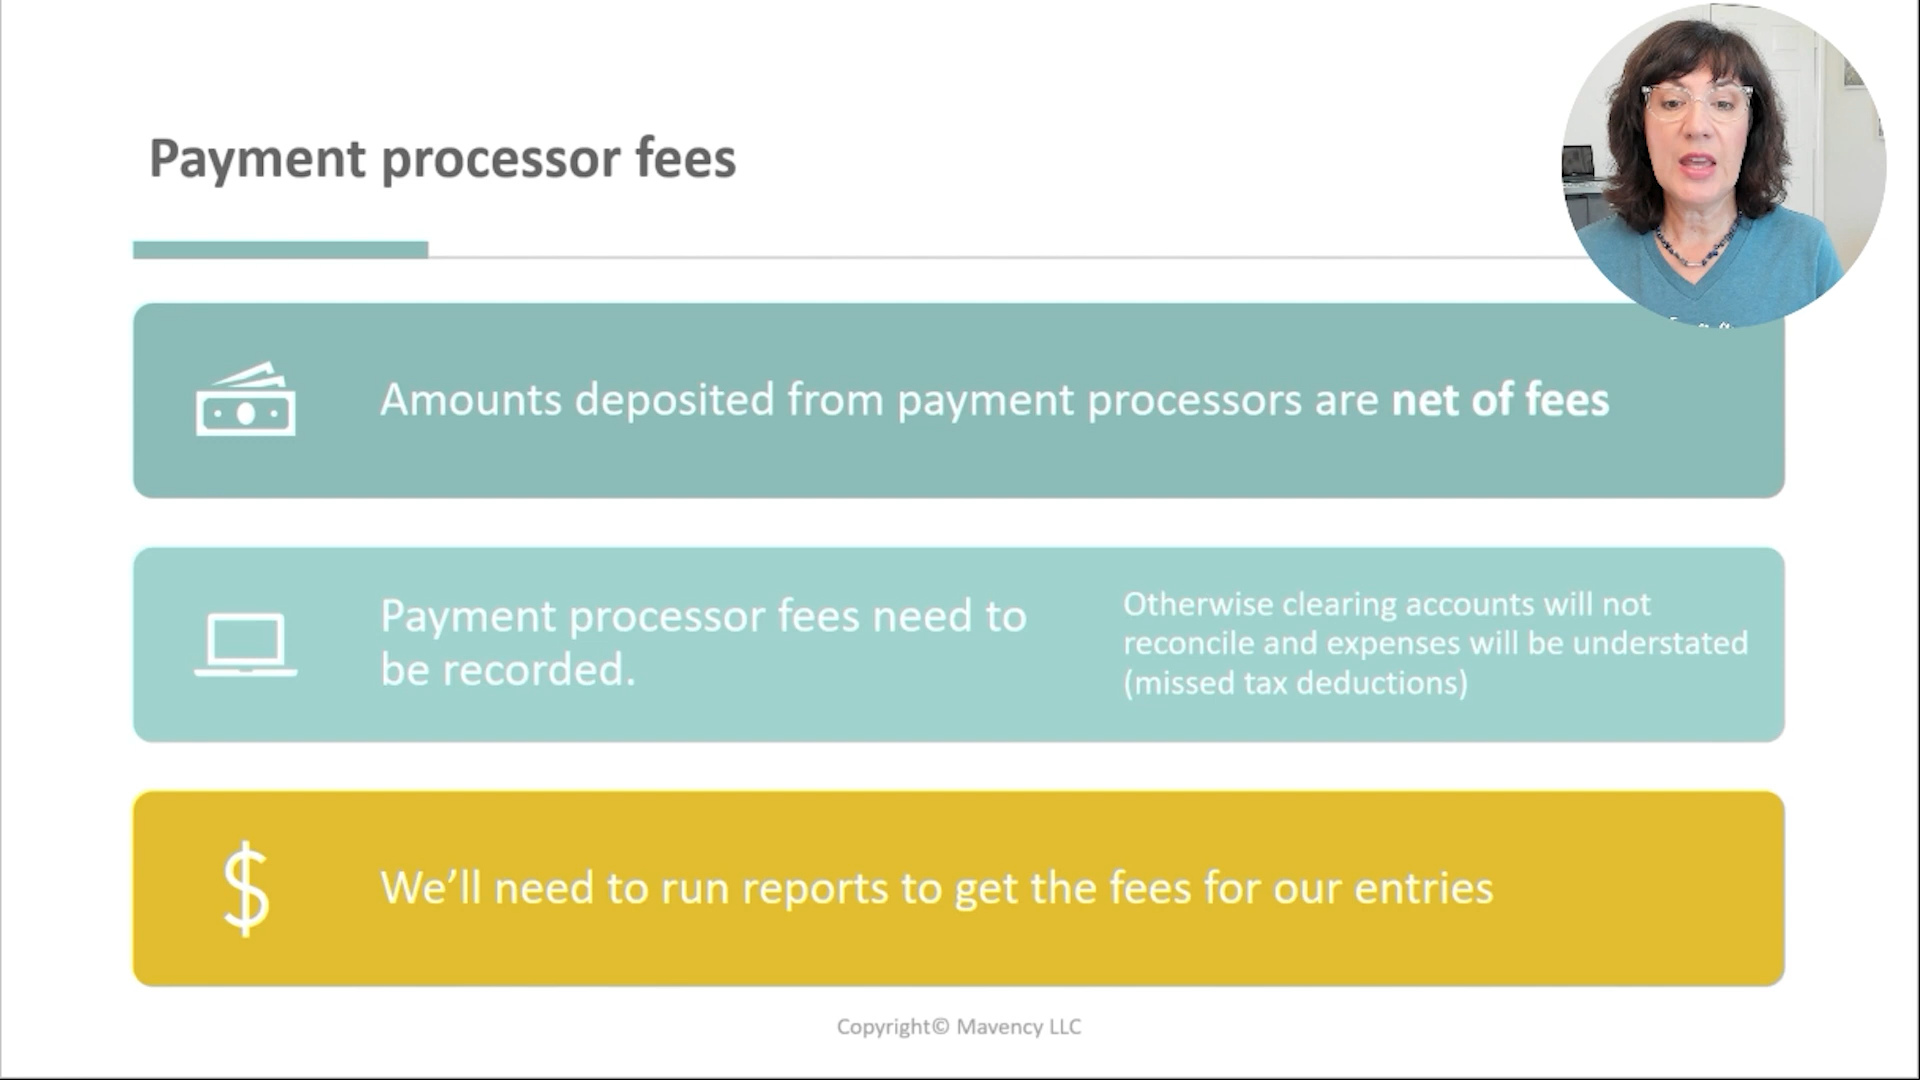 Payment processor fees
Amounts deposited from payment processors are net of fees
Payment processor fees need to
be recorded.
Otherwise clearing accounts will not
reconcile and expenses will be understated
(missed tax deductions)
We’ll need to run reports to get the fees for our entries
Copyright© Mavency LLC